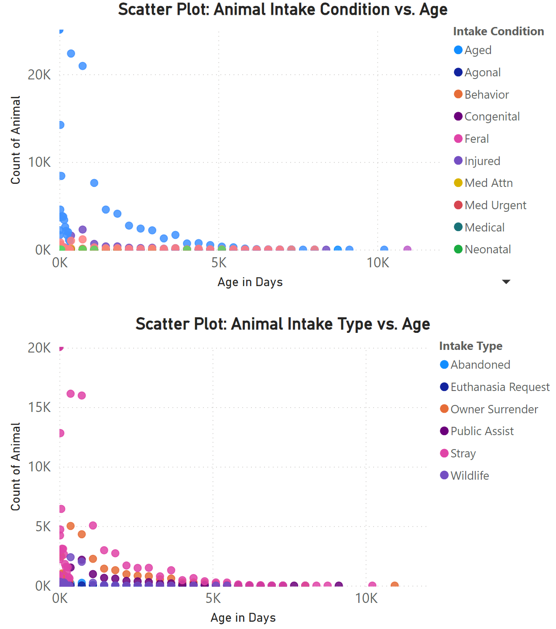 Scatter Plot: Animal Intake Condition vs. Age
Intake Condition
Aged
Agonal
Behavior
Congenital
Feral
Injured
Med Attn
Med Urgent
Medical
Neonatal
Count of Animal
20K
10K
0K
0K
5K
10K
Age in Days
Scatter Plot: Animal Intake Type vs. Age
Intake Type
Abandoned
Euthanasia Request
Owner Surrender
Public Assist
Stray
Wildlife
Count of Animal
20K
15K
10K
5K
0K
0K
5K
10K
Age in Days